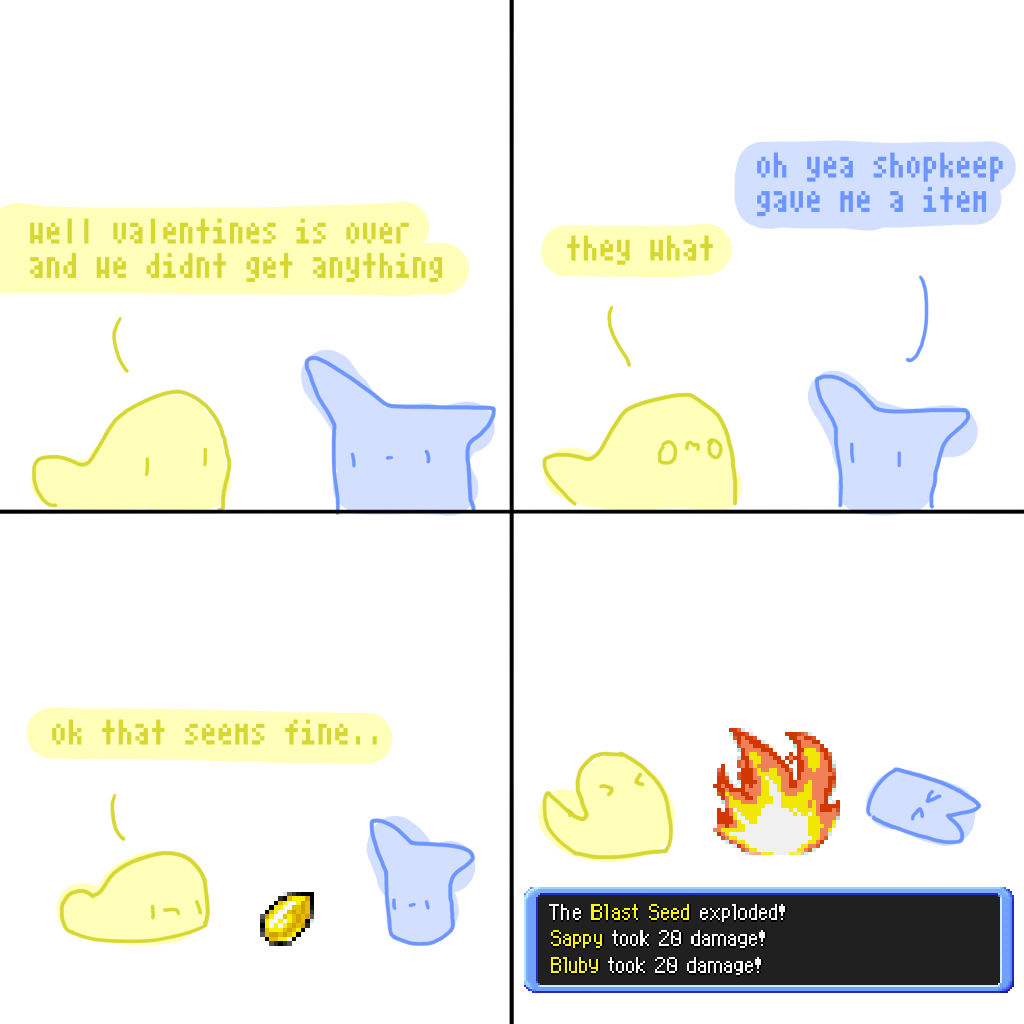 well valentines is over
and we didnt get anything
oh yea shopkeep
gave me a item
they what
ok that seems fine..
The Blast Seed exploded!
Sappy took 20 damage!
Bluby took 20 damage!